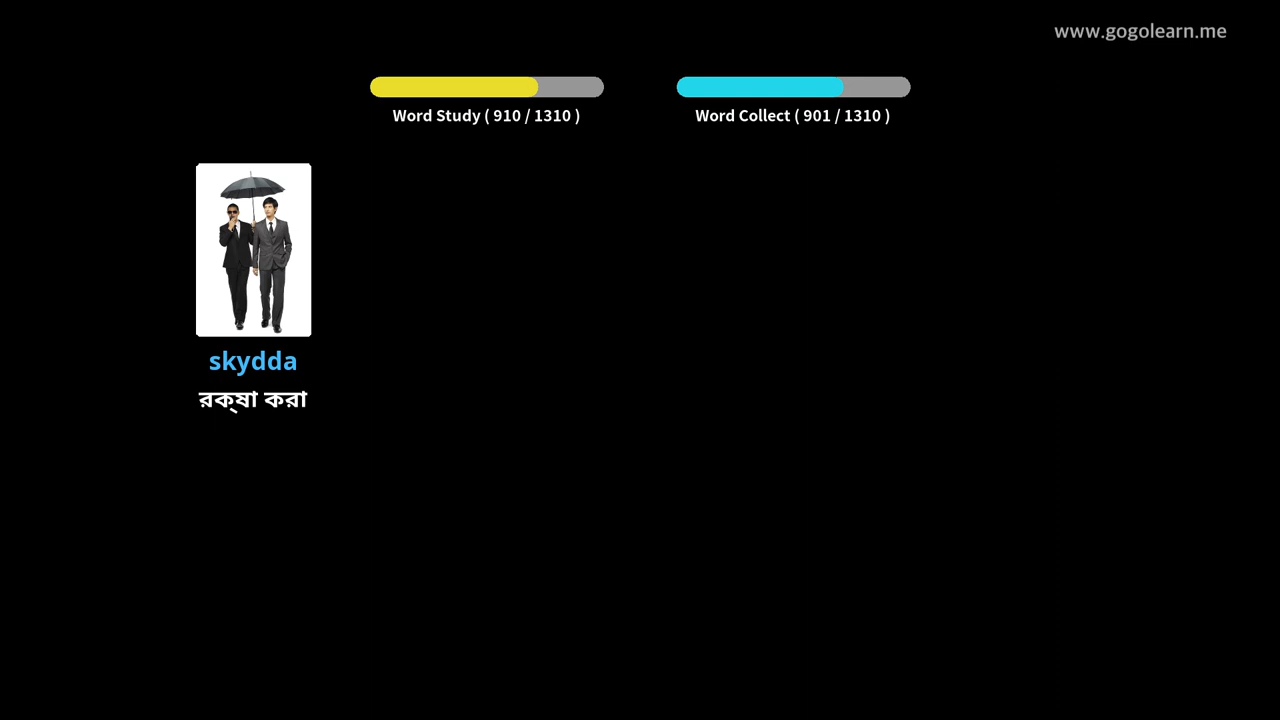 www.gogolearn.me
Word Study ( 910 / 1310 )
Word Collect ( 901 / 1310 )
skydda
রক্ষা করা